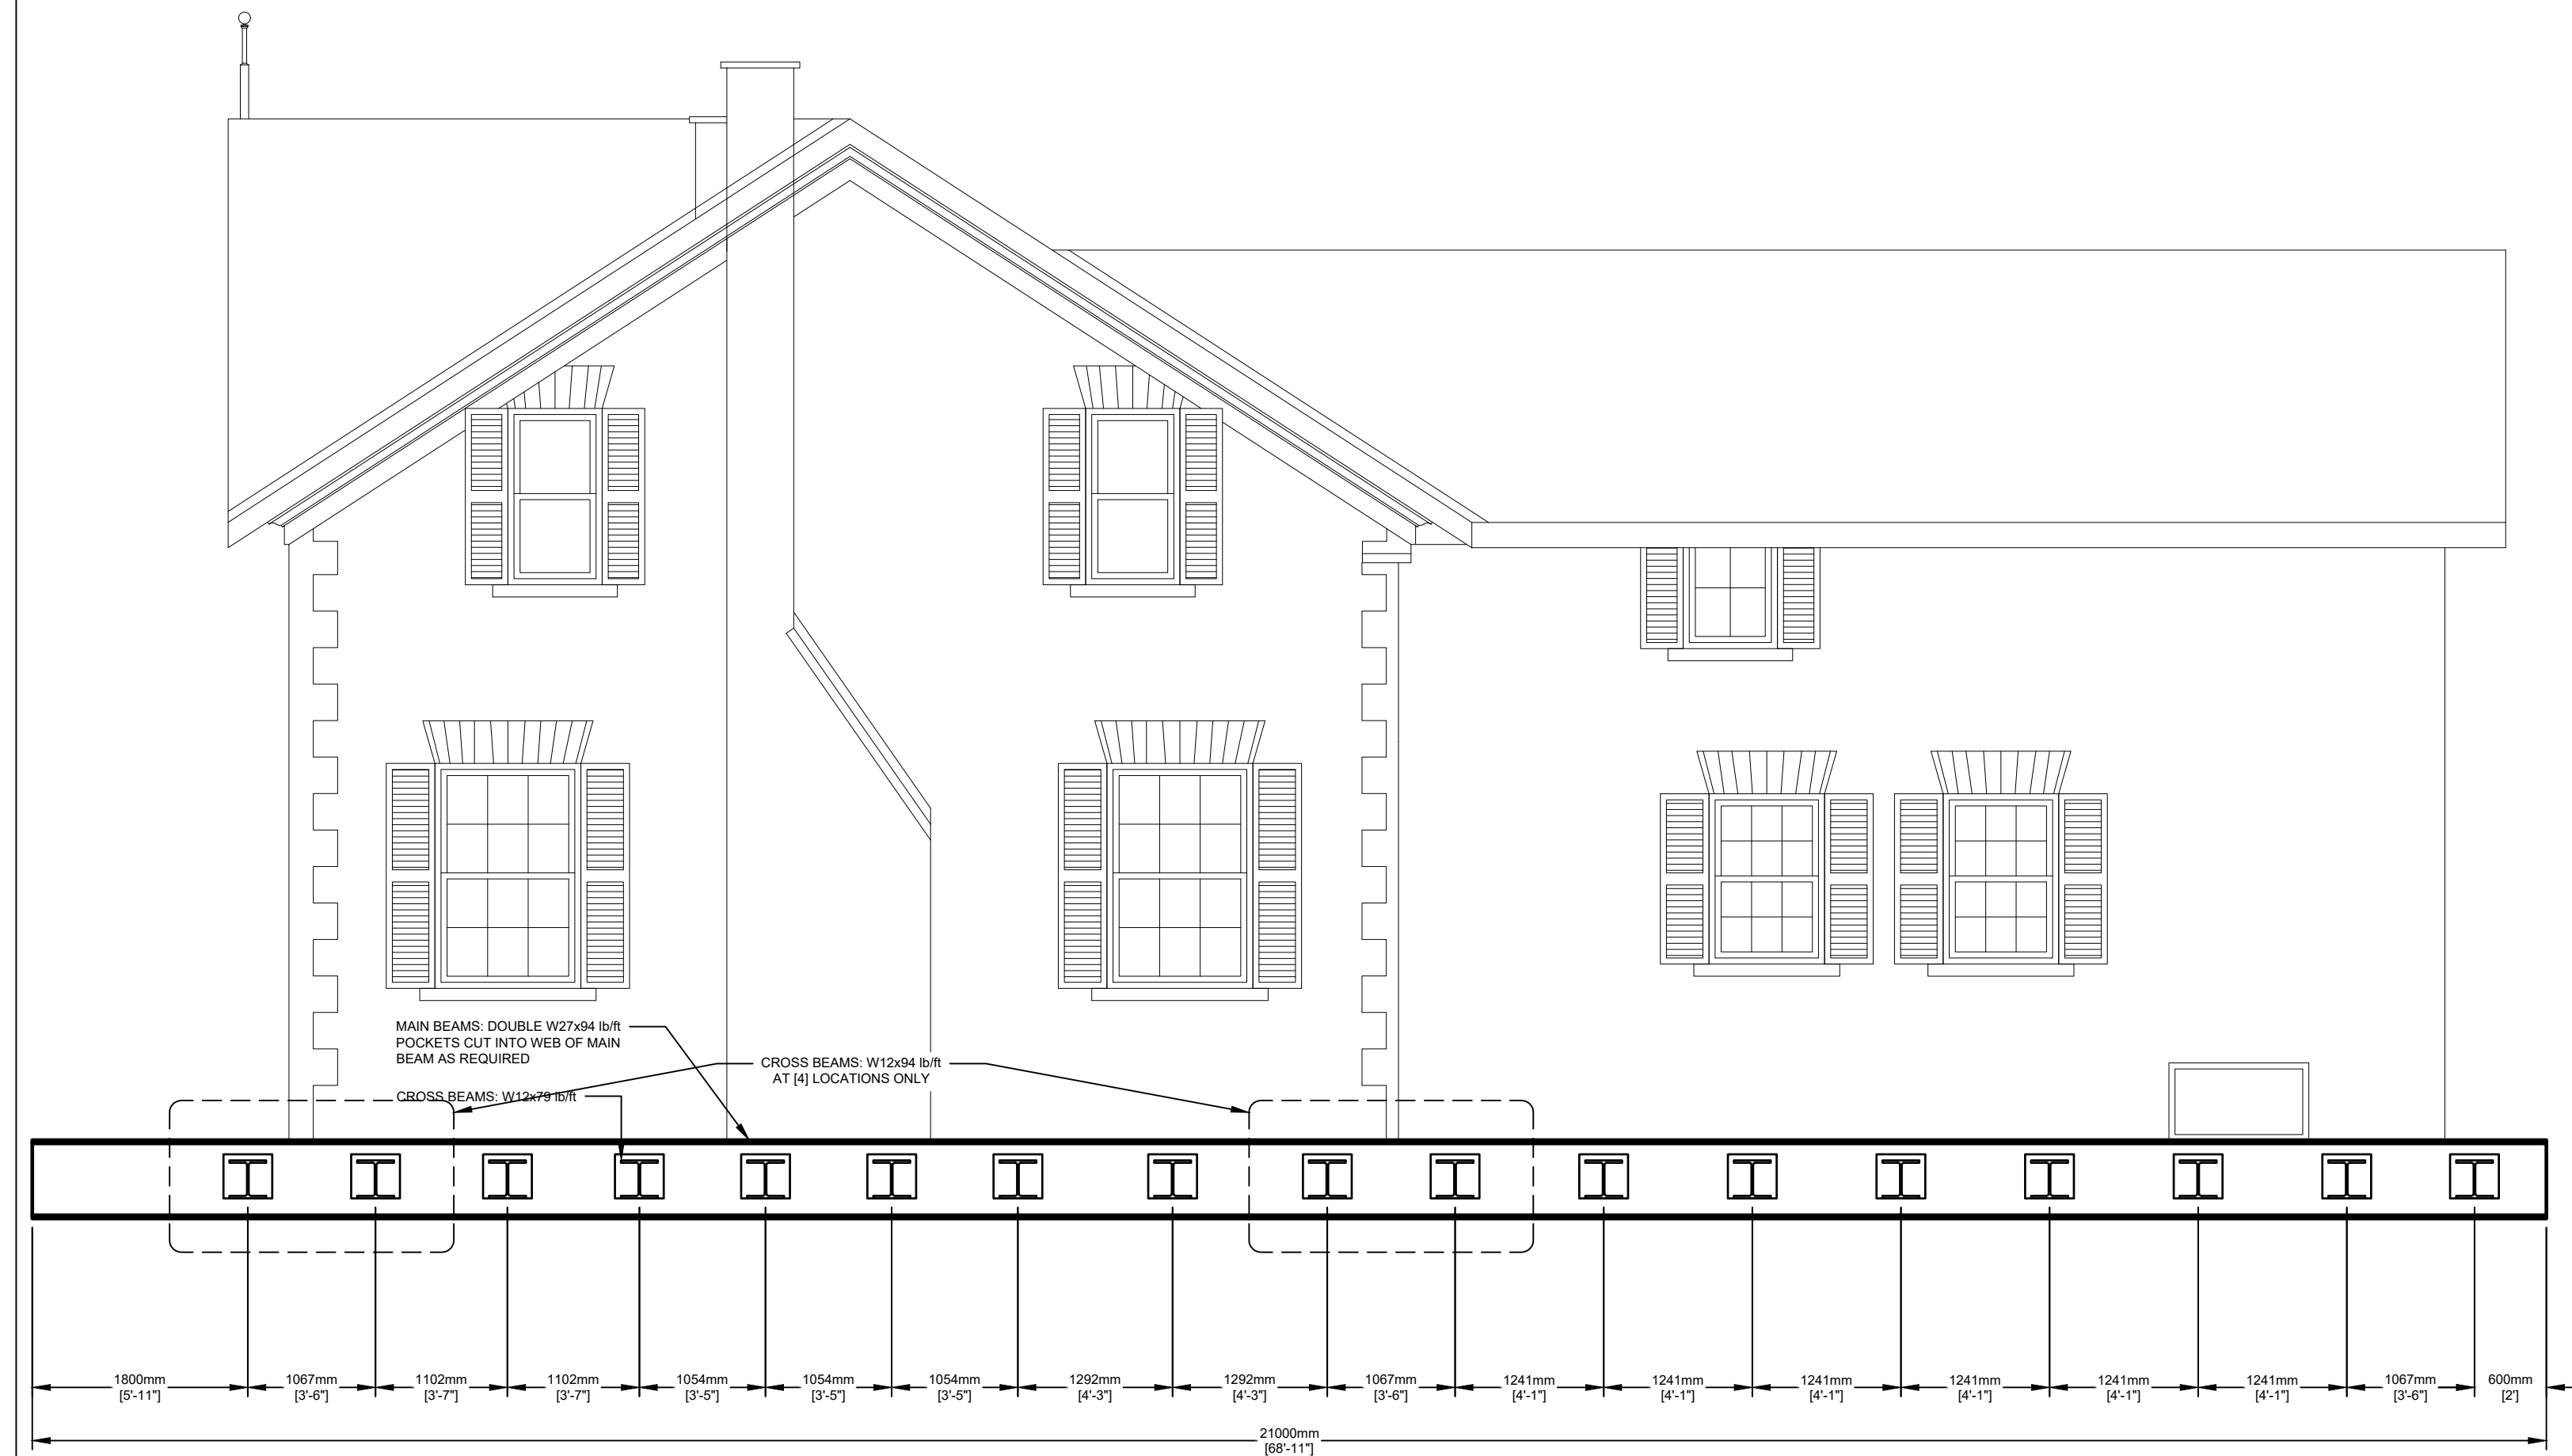 MAIN BEAMS: DOUBLE W27x94 lb/ft
POCKETS CUT INTO WEB OF MAIN
BEAM AS REQUIRED
CROSS BEAMS: W12x94 lb/ft
AT [4] LOCATIONS ONLY
CROSS BEAMS: W12x79 lb/ft
1800mm
[5'-11"]
1067mm
[3'-6"]
1102mm
[3'-7"]
1102mm
[3'-7"]
1054mm
[3'-5"]
1054mm
[3'-5"]
1054mm
[3'-5"]
1292mm
[4'-3"]
1292mm
[4'-3"]
1067mm
[3'-6"]
1241mm
[4'-1"]
1241mm
[4'-1"]
1241mm
[4'-1"]
1241mm
[4'-1"]
1241mm
[4'-1"]
1241mm
[4'-1"]
1067mm
[3'-6"]
600mm
[2']
21000mm
[68'-11"]